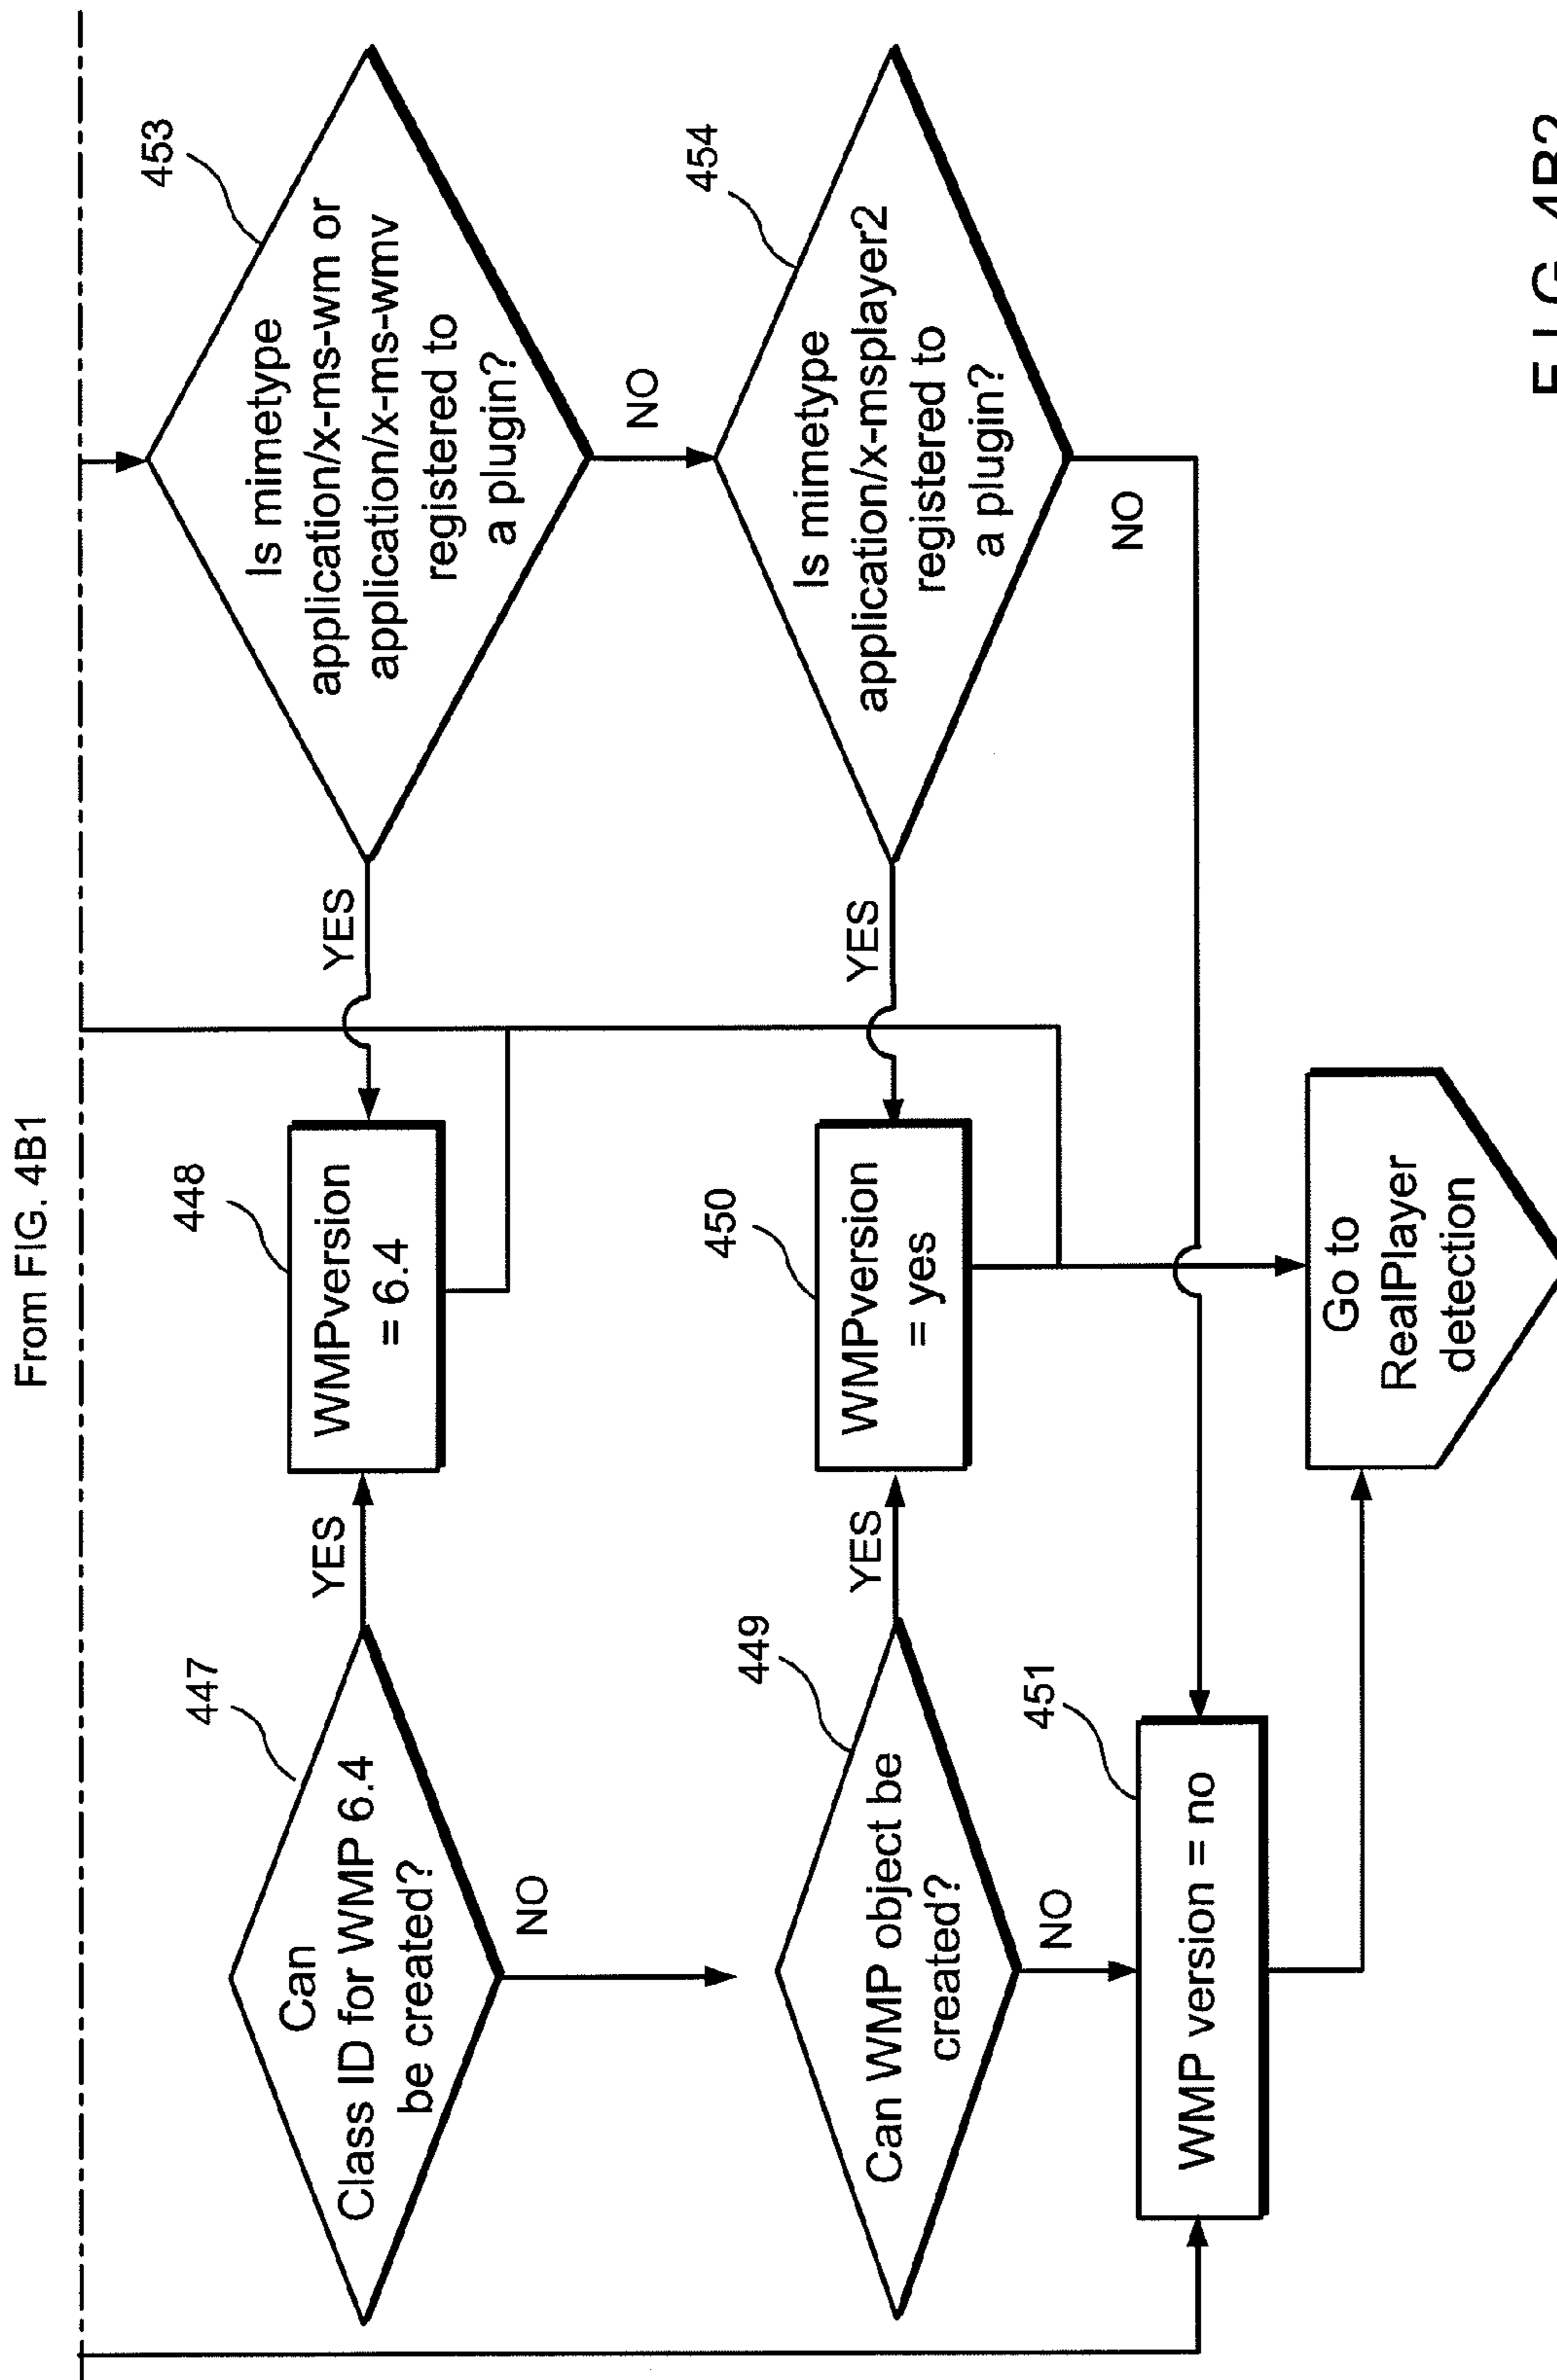 From FIG. 4B1
447
Can
Class ID for WMP 6.4
be created?
YES
NO
448
WMPversion
= 6.4
YES
453
Is mimetype
application/x-ms-wm or
application/x-ms-wmv
registered to
a plugin?
NO
449
Can WMP object be
created?
YES
NO
450
WMPversion
= yes
YES
454
Is mimetype
application/x-msplayer2
registered to
a plugin?
NO
451
WMP version = no
Go to
RealPlayer
detection
FIG. 4B2